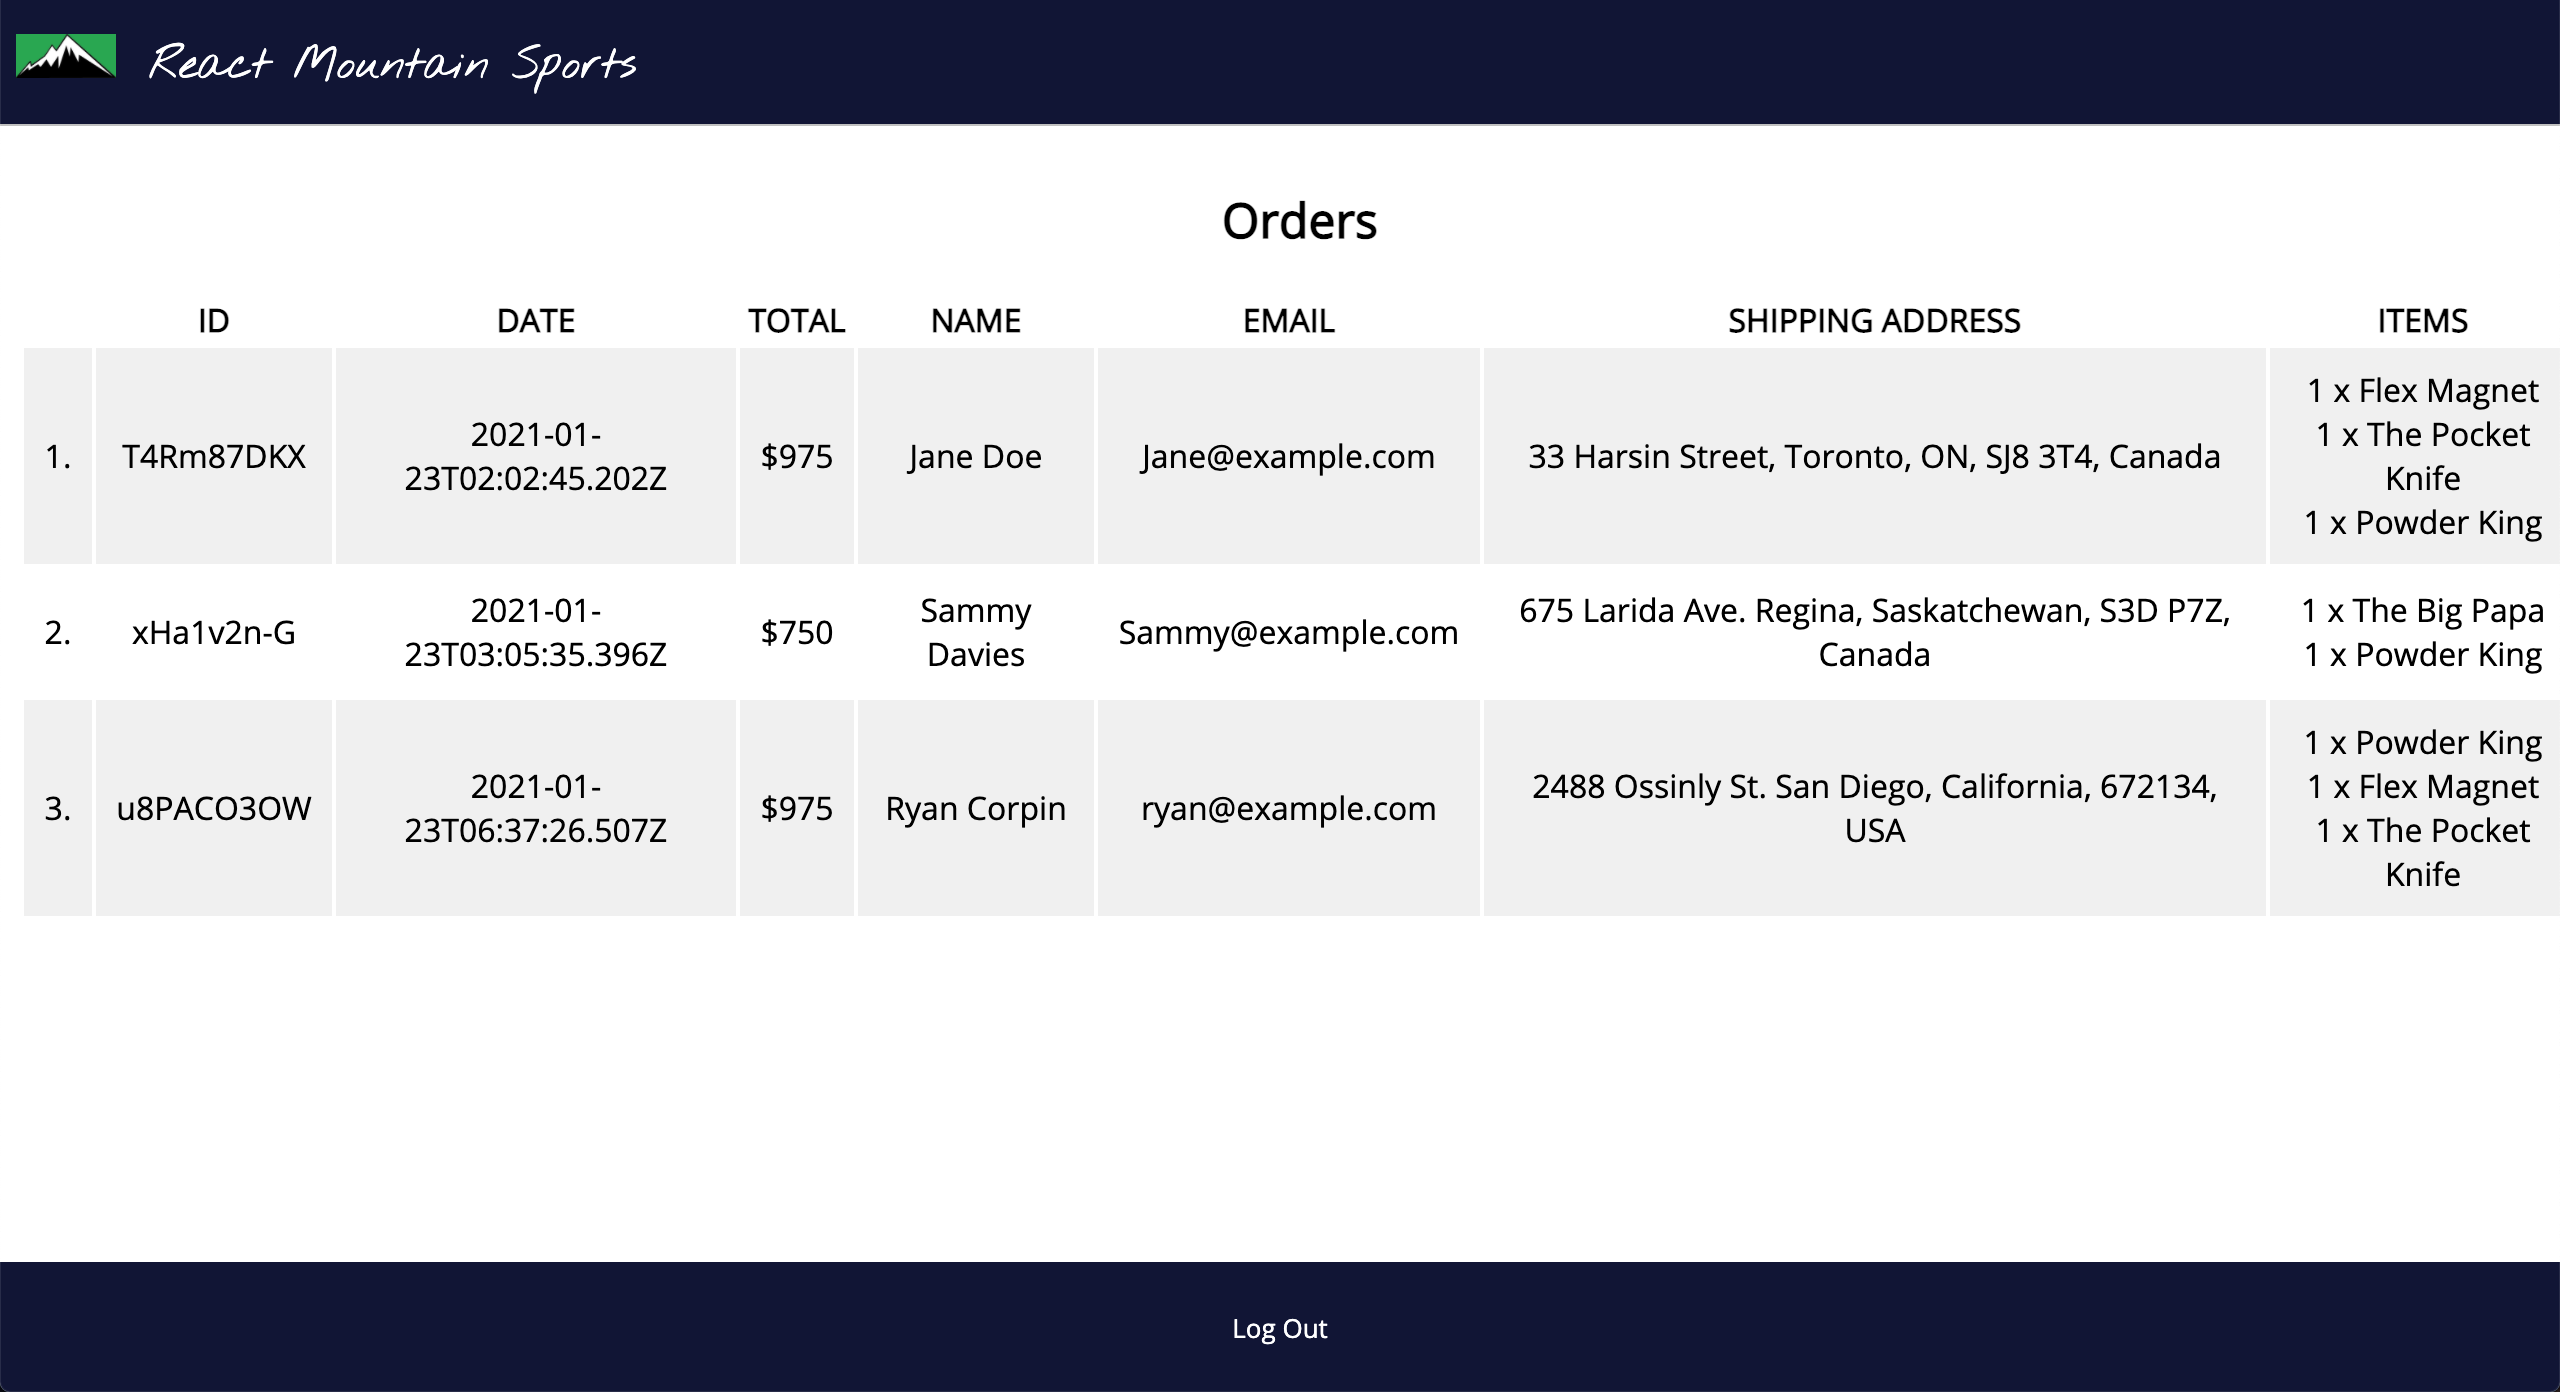 React Mountain Sports
Orders
ID DATE TOTAL NAME EMAIL SHIPPING ADDRESS ITEMS
1. T4Rm87DKX 2021-01-
23T02:02:45.202Z $975 Jane Doe Jane@example.com 33 Harsin Street, Toronto, ON, SJ8 3T4, Canada 1 x Flex Magnet
1 x The Pocket
Knife
1 x Powder King
2. xHa1v2n-G 2021-01-
23T03:05:35.396Z $750 Sammy
Davies Sammy@example.com 675 Larida Ave. Regina, Saskatchewan, S3D P7Z,
Canada 1 x The Big Papa
1 x Powder King
3. u8PACO3OW 2021-01-
23T06:37:26.507Z $975 Ryan Corpin ryan@example.com 2488 Ossinly St. San Diego, California, 672134,
USA 1 x Powder King
1 x Flex Magnet
1 x The Pocket
Knife
Log Out